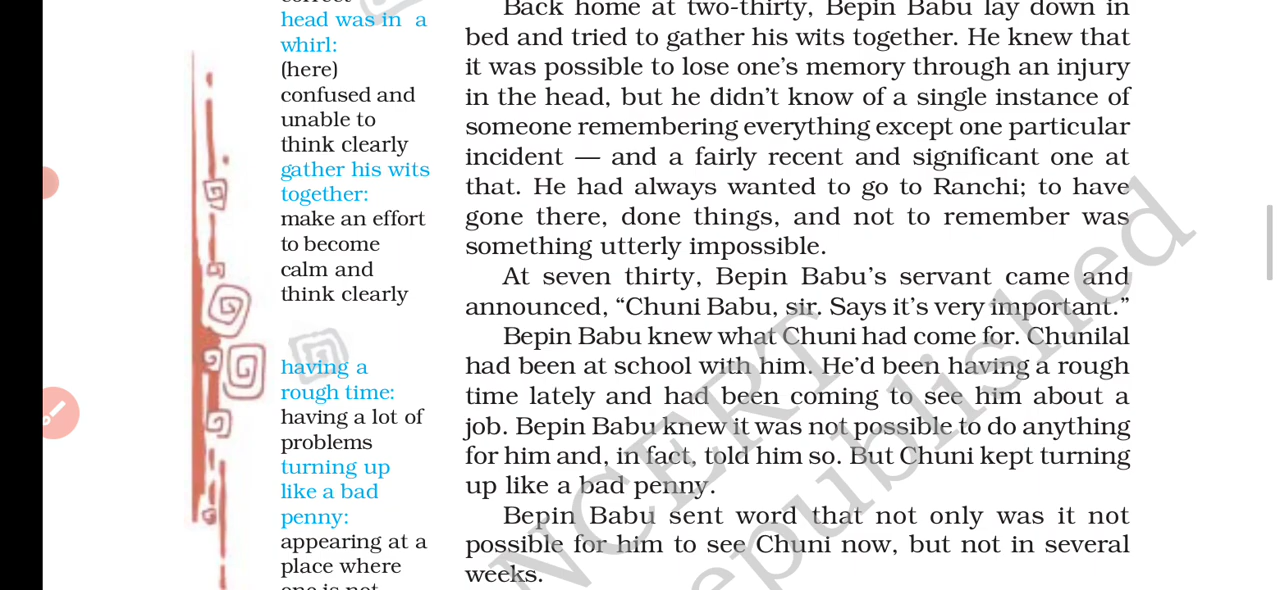 head was in a
whirl:
(here)
confused and
unable to
think clearly
gather his wits
together:
make an effort
to become
calm and
think clearly
having a
rough time:
having a lot of
problems
turning up
like a bad
penny:
appearing at a
place where
one is not
Back home at two-thirty, Bepin Babu lay down in
bed and tried to gather his wits together. He knew that
it was possible to lose one's memory through an injury
in the head, but he didn't know of a single instance of
someone remembering everything except one particular
incident — and a fairly recent and significant one at
that. He had always wanted to go to Ranchi; to have
gone there, done things, and not to remember was
something utterly impossible.
At seven thirty, Bepin Babu's servant came and
announced, “Chuni Babu, sir. Says it's very important.”
Bepin Babu knew what Chuni had come for. Chunilal
had been at school with him. He'd been having a rough
time lately and had been coming to see him about a
job. Bepin Babu knew it was not possible to do anything
for him and, in fact, told him so. But Chuni kept turning
up like a bad penny.
Bepin Babu sent word that not only was it not
possible for him to see Chuni now, but not in several
weeks.
NCERT
epublished